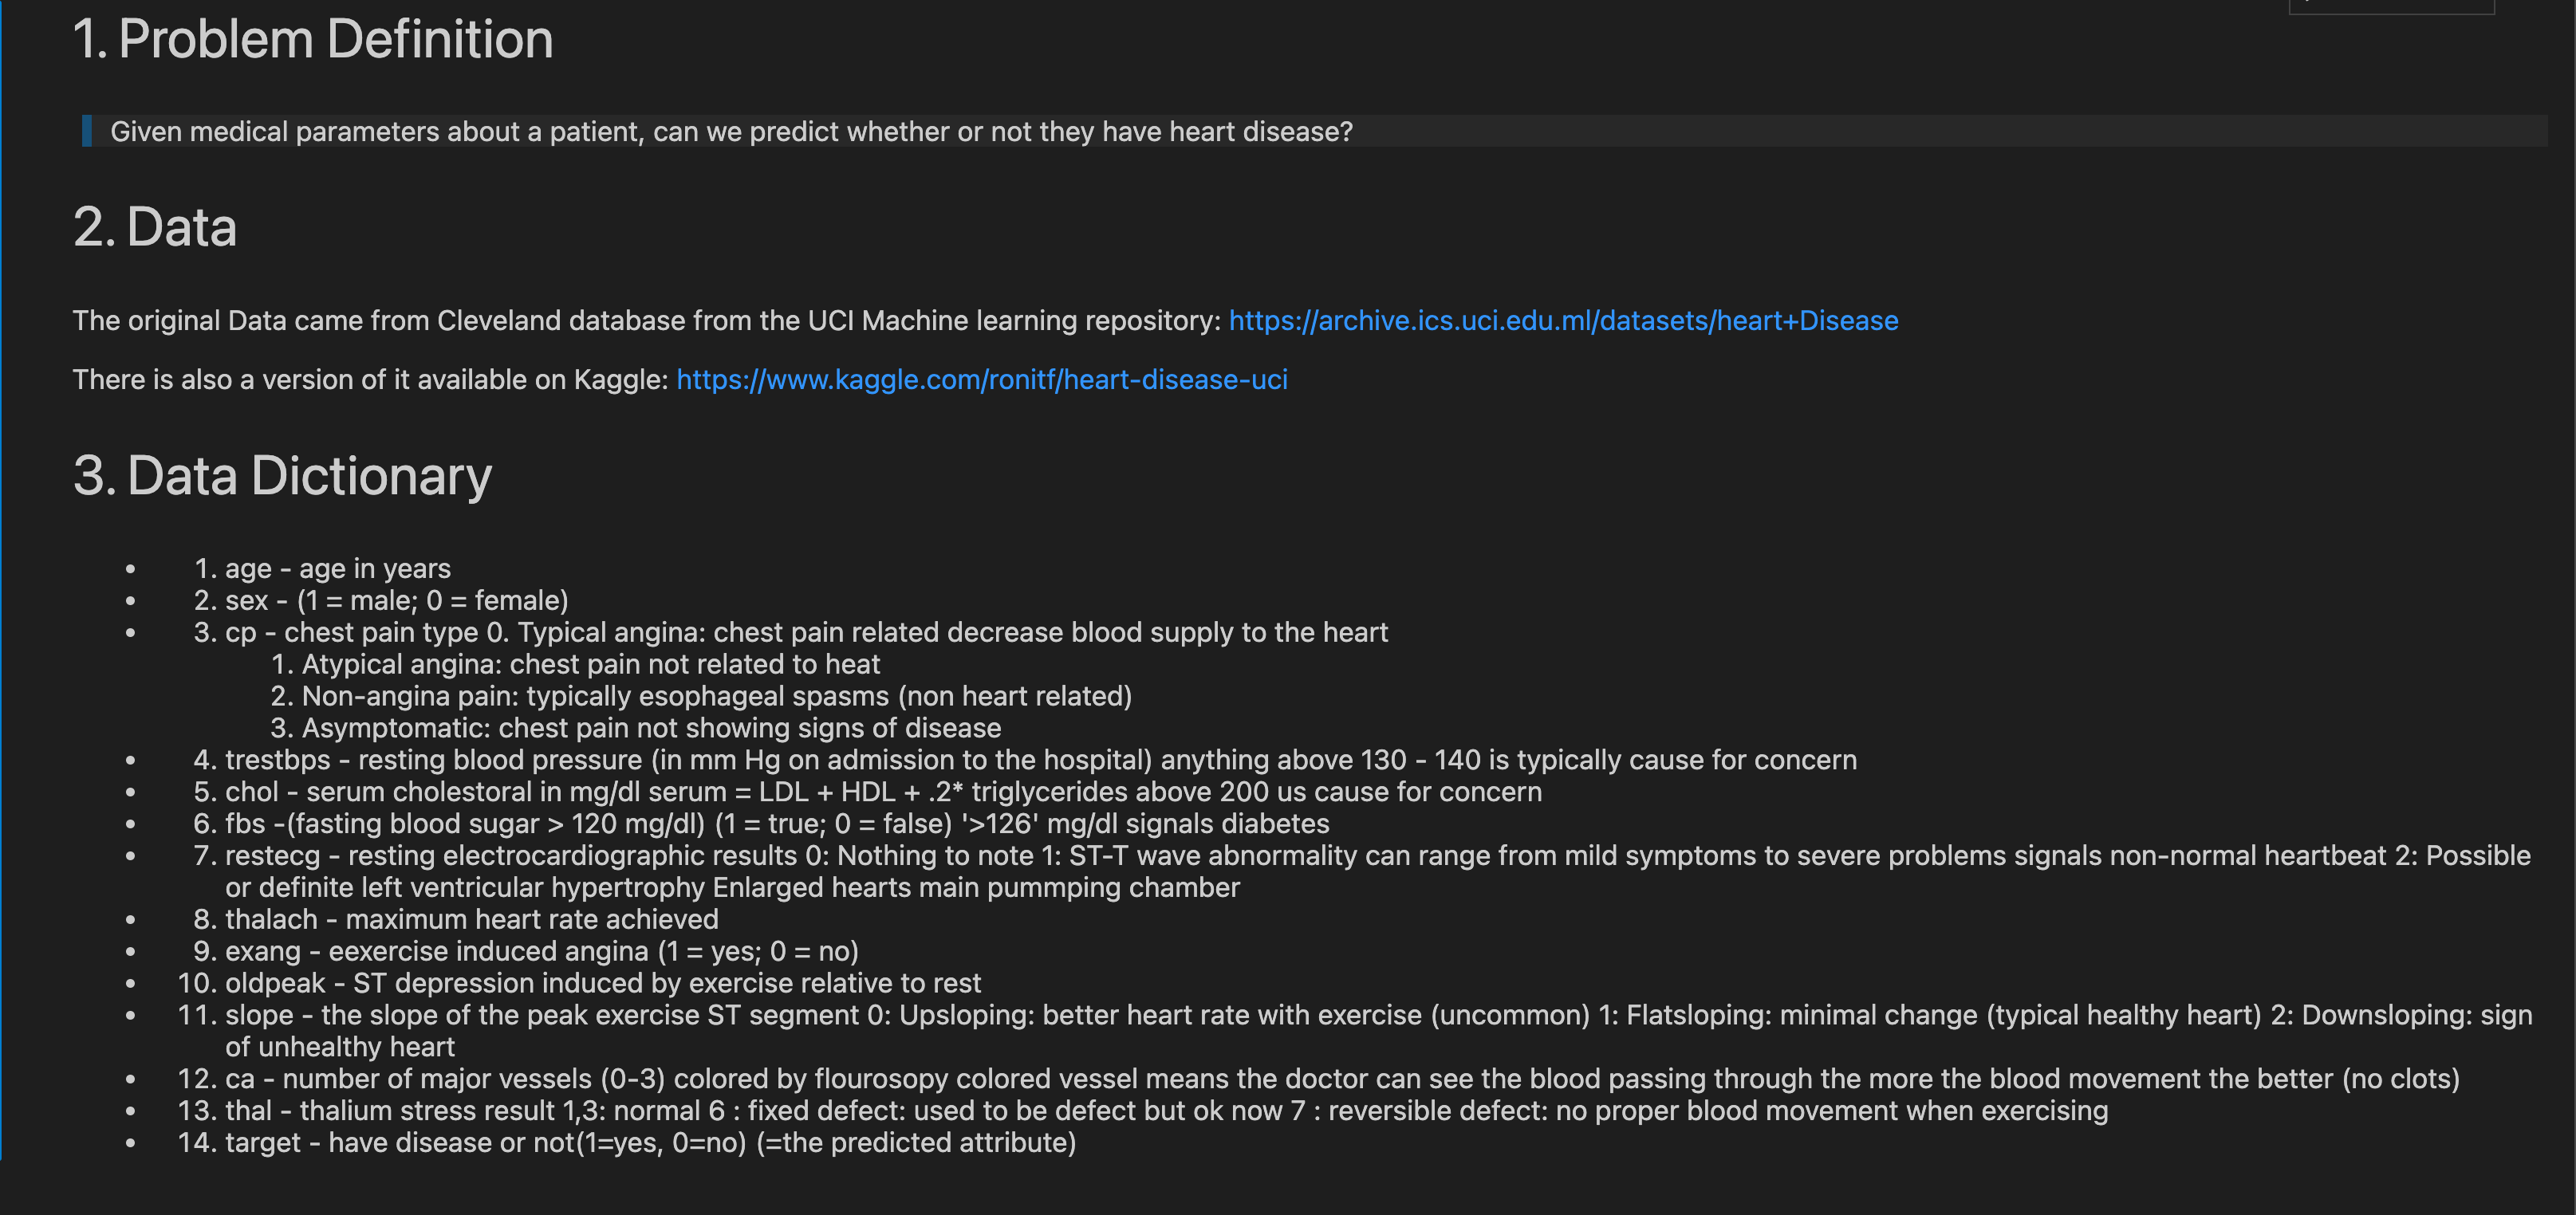 1. Problem Definition
Given medical parameters about a patient, can we predict whether or not they have heart disease?
2. Data
The original Data came from Cleveland database from the UCI Machine learning repository: https://archive.ics.uci.edu.ml/datasets/heart+Disease
There is also a version of it available on Kaggle: https://www.kaggle.com/ronitf/heart-disease-uci
3. Data Dictionary
• 1. age - age in years
• 2. sex - (1 = male; 0 = female)
• 3. cp - chest pain type 0. Typical angina: chest pain related decrease blood supply to the heart
1. Atypical angina: chest pain not related to heat
2. Non-angina pain: typically esophageal spasms (non heart related)
3. Asymptomatic: chest pain not showing signs of disease
• 4. trestbps - resting blood pressure (in mm Hg on admission to the hospital) anything above 130 - 140 is typically cause for concern
• 5. chol - serum cholestoral in mg/dl serum = LDL + HDL + .2* triglycerides above 200 us cause for concern
• 6. fbs -(fasting blood sugar > 120 mg/dl) (1 = true; 0 = false) '>126' mg/dl signals diabetes
• 7. restecg - resting electrocardiographic results 0: Nothing to note 1: ST-T wave abnormality can range from mild symptoms to severe problems signals non-normal heartbeat 2: Possible
or definite left ventricular hypertrophy Enlarged hearts main pummping chamber
• 8. thalach - maximum heart rate achieved
• 9. exang - eexercise induced angina (1 = yes; 0 = no)
• 10. oldpeak - ST depression induced by exercise relative to rest
• 11. slope - the slope of the peak exercise ST segment 0: Upsloping: better heart rate with exercise (uncommon) 1: Flatsloping: minimal change (typical healthy heart) 2: Downsloping: sign
of unhealthy heart
• 12. ca - number of major vessels (0-3) colored by flourosopy colored vessel means the doctor can see the blood passing through the more the blood movement the better (no clots)
• 13. thal - thalium stress result 1,3: normal 6 : fixed defect: used to be defect but ok now 7 : reversible defect: no proper blood movement when exercising
• 14. target - have disease or not(1=yes, 0=no) (=the predicted attribute)